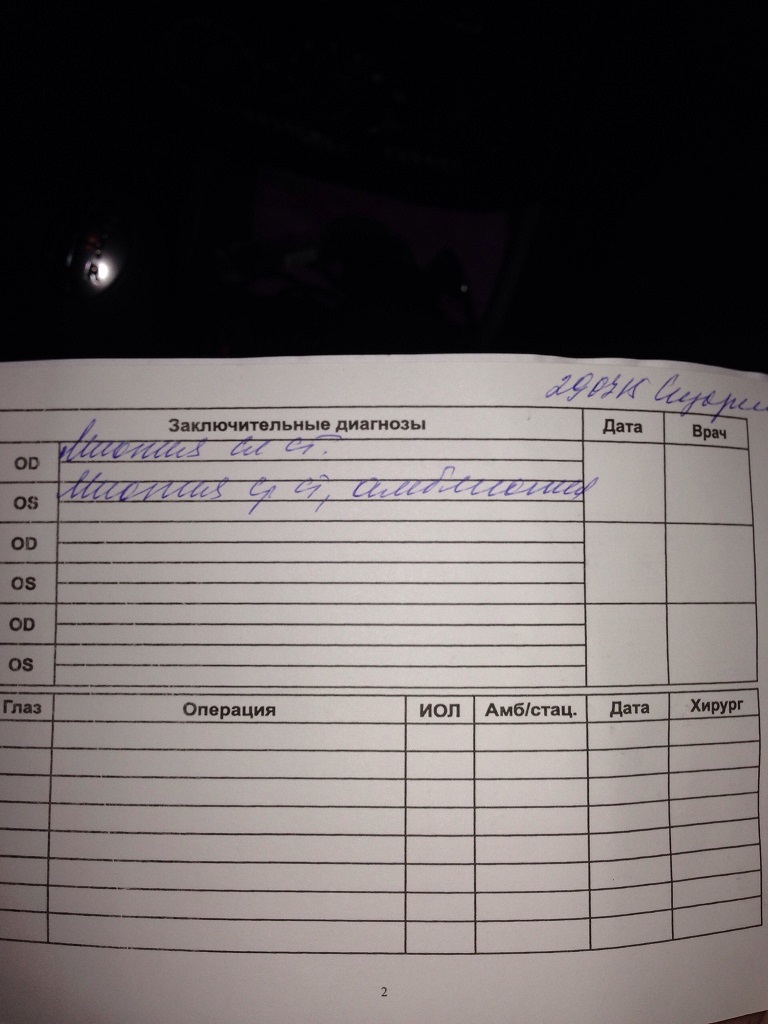 Заключительные диагнозы Дата Врач
OD Миопия сл ст.
OS Миопия ср ст, амблиопия
OD
OS
OD
OS
Глаз Операция ИОЛ Амб/стац. Дата Хирург
2